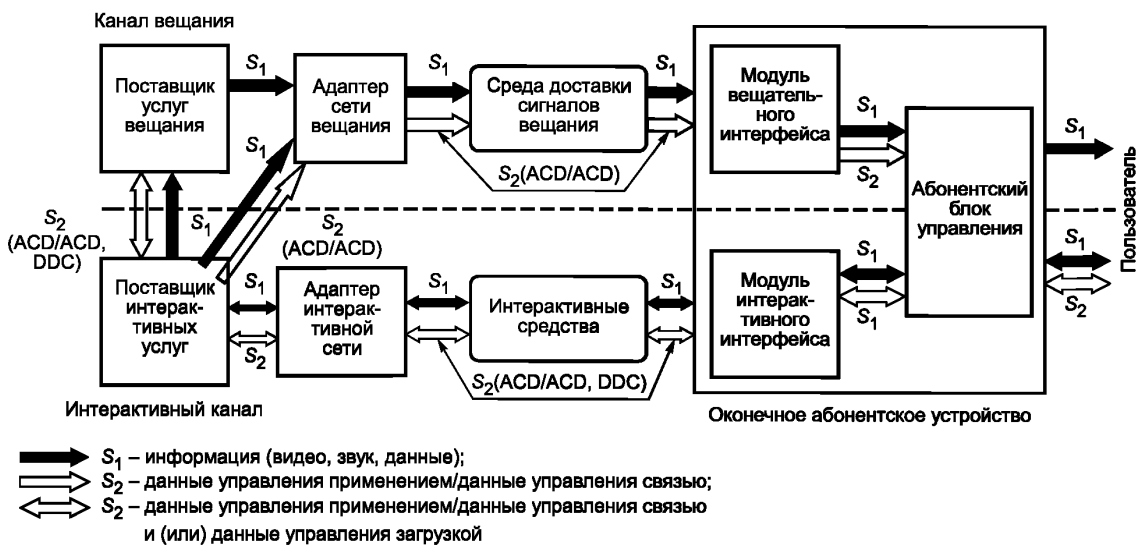 Канал вещания
Поставщик
услуг
вещания
S1
Адаптер
сети
вещания
S1
Среда доставки
сигналов
вещания
S1
Модуль
вещатель-
ного
интерфейса
S1
S2
S1
Абонентский
блок
управления
Пользователь
S2(ACD/ACD)
S1
S2
(ACD/ACD,
DDC)
S1
S2
(ACD/ACD)
Поставщик
интерак-
тивных
услуг
S1
S2
Адаптер
интерак-
тивной
сети
S1
Интерактивные
средства
S1
Модуль
интерак-
тивного
интерфейса
S1
S1
S1
S2
S2(ACD/ACD, DDC)
Интерактивный канал
Оконечное абонентское устройство
S1 – информация (видео, звук, данные);
S2 – данные управления применением/данные управления связью;
S2 – данные управления применением/данные управления связью
и (или) данные управления загрузкой